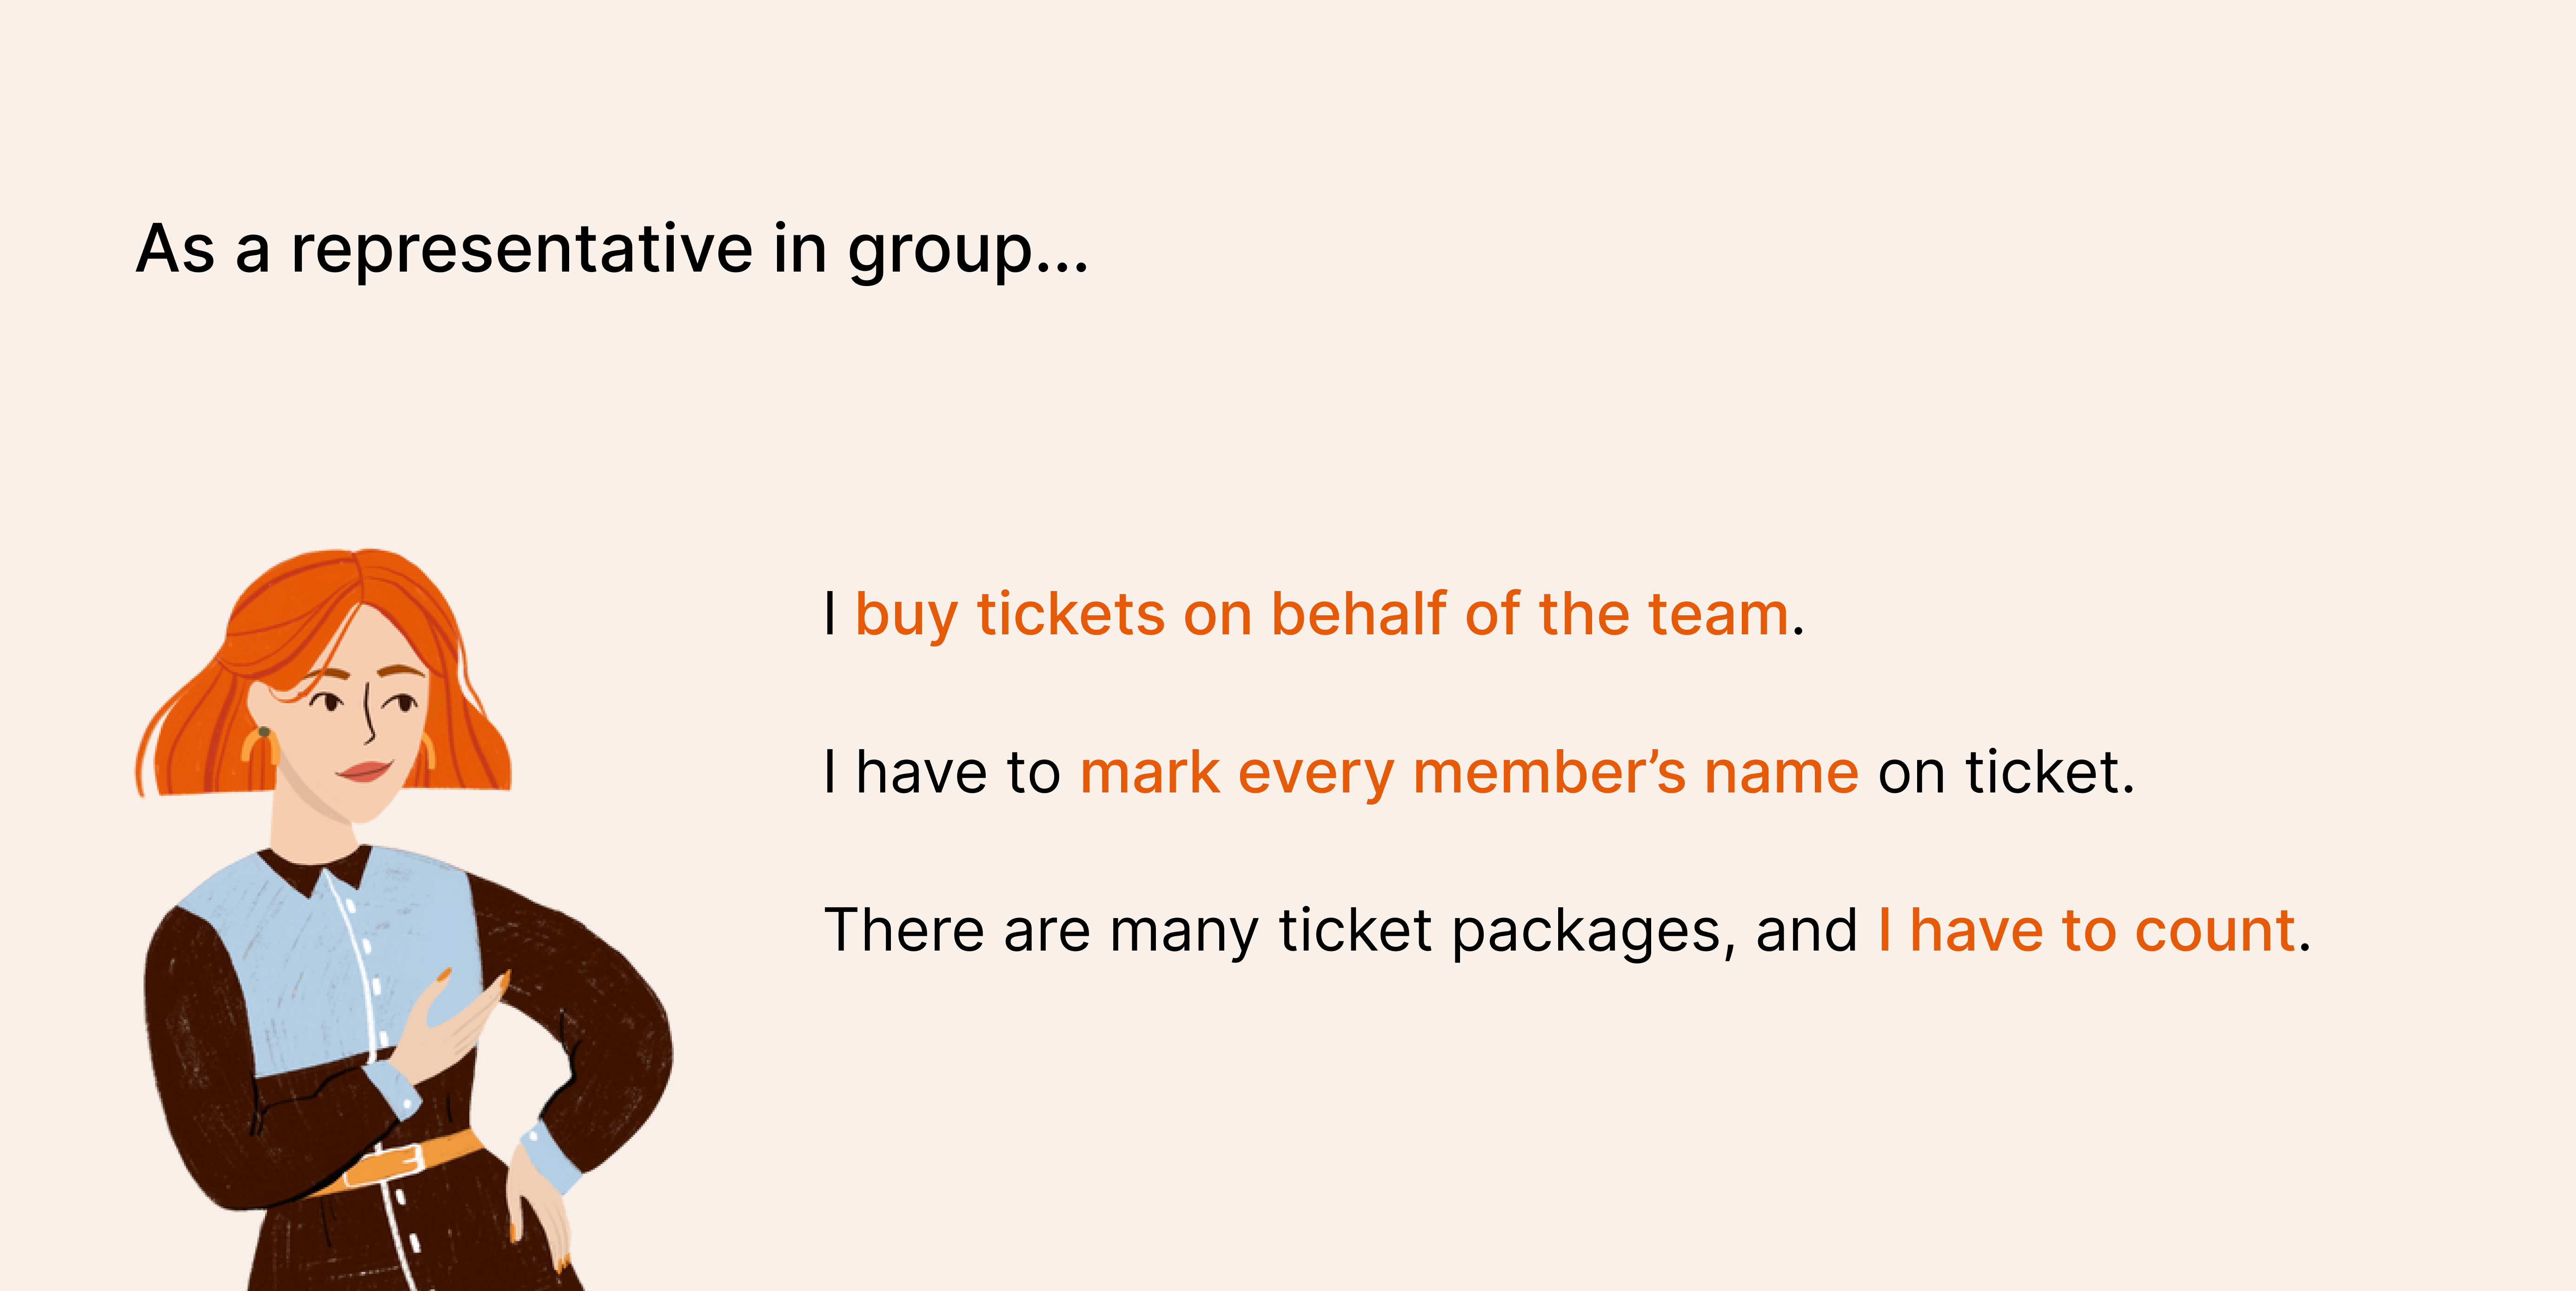 As a representative in group...
I buy tickets on behalf of the team.
I have to mark every member’s name on ticket.
There are many ticket packages, and I have to count.